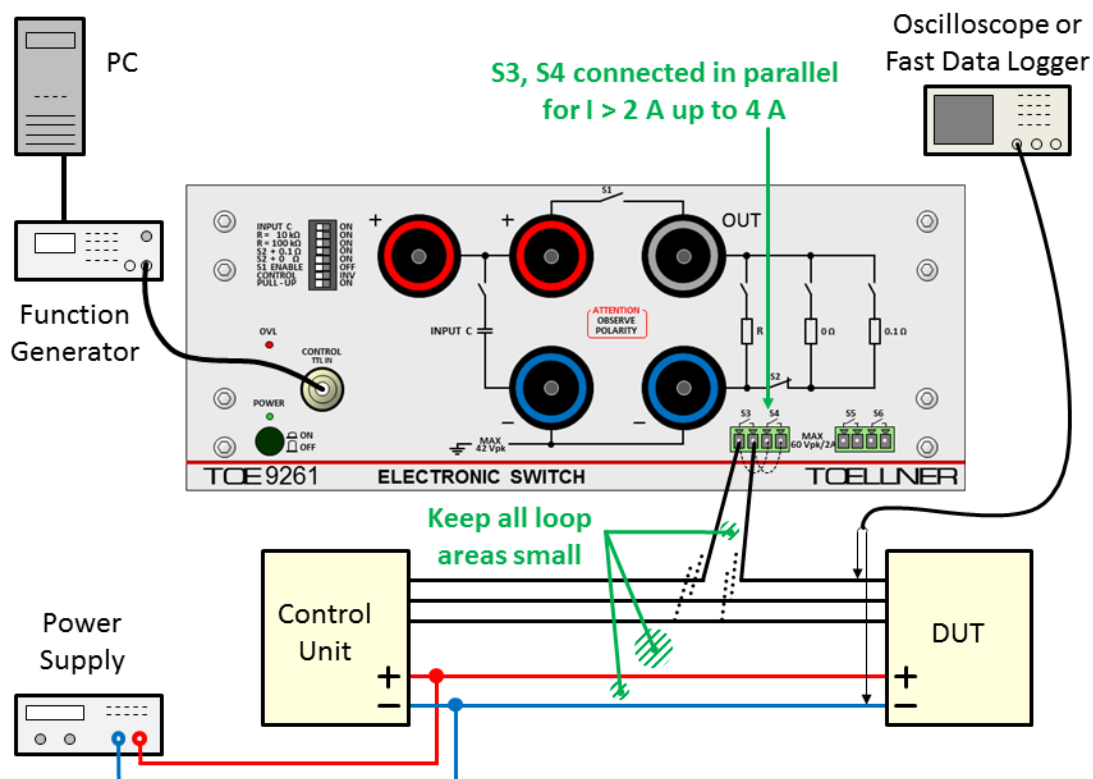 PC
Oscilloscope or
Fast Data Logger
S3, S4 connected in parallel
for I > 2 A up to 4 A
Function
Generator
INPUT C ON
R = 10 kΩ ON
R = 100 kΩ ON
S2 + 0.1 Ω ON
S2 + 0 Ω ON
S1 ENABLE OFF
CONTROL INV
PULL - UP ON
+
+
S1
OUT
OVL
CONTROL
TTL IN
POWER
ON
OFF
INPUT C
ATTENTION
OBSERVE
POLARITY
R
0 Ω
0.1 Ω
S2
−
−
MAX
42 Vpk
S3 S4
MAX
60 Vpk/2A
S5 S6
TOE 9261
ELECTRONIC SWITCH
TOELLNER
Keep all loop
areas small
Control
Unit
+
−
DUT
+
−
Power
Supply